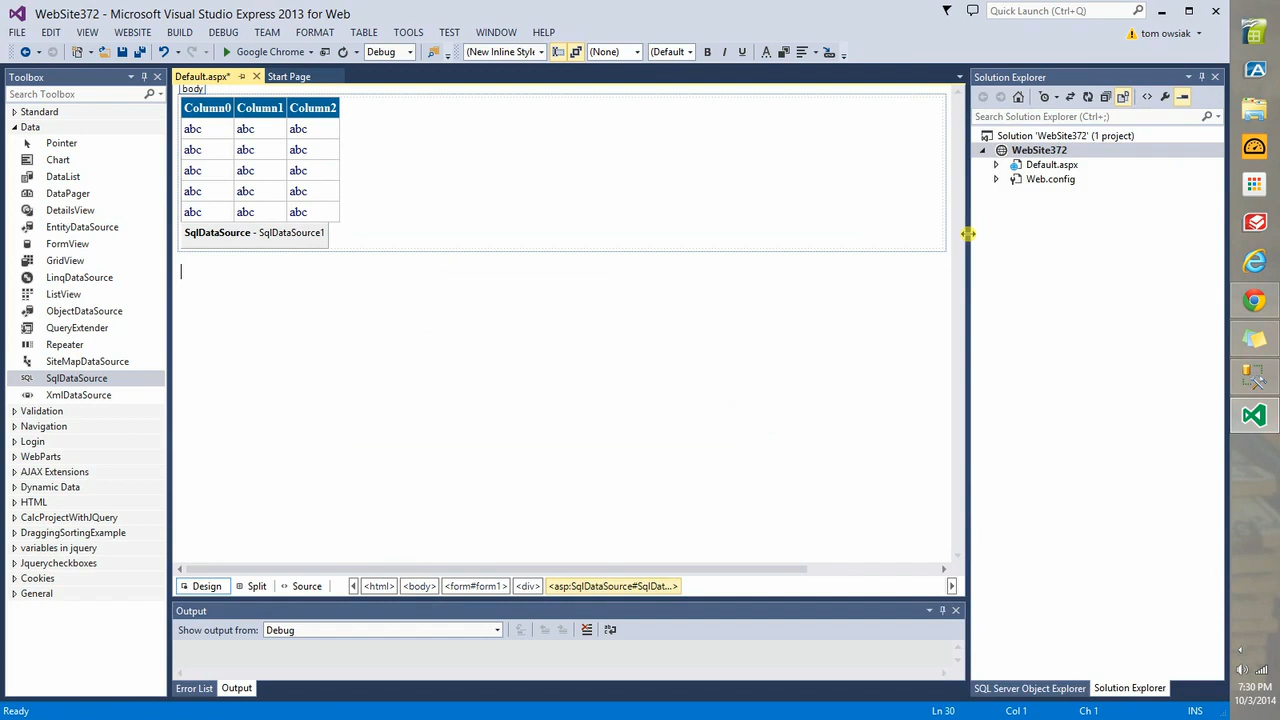 WebSite372 - Microsoft Visual Studio Express 2013 for Web
Quick Launch (Ctrl+Q)
FILE EDIT VIEW WEBSITE BUILD DEBUG TEAM FORMAT TABLE TOOLS TEST WINDOW HELP
tom owsiak
Google Chrome
Debug
(New Inline Style)
(None)
(Default
B I U
Toolbox
Search Toolbox
Standard
Data
Pointer
Chart
DataList
DataPager
DetailsView
EntityDataSource
FormView
GridView
LinqDataSource
ListView
ObjectDataSource
QueryExtender
Repeater
SiteMapDataSource
SQL SqlDataSource
XmlDataSource
Validation
Navigation
Login
WebParts
AJAX Extensions
Dynamic Data
HTML
CalcProjectWithJQuery
DraggingSortingExample
variables in jquery
Jquerycheckboxes
Cookies
General
Default.aspx*
Start Page
body
Column0 Column1 Column2
abc abc abc
abc abc abc
abc abc abc
abc abc abc
abc abc abc
SqlDataSource - SqlDataSource1
Design Split Source
<html> <body> <form#form1> <div> <asp:SqlDataSource#SqlDat...>
Output
Show output from: Debug
Error List Output
Solution Explorer
Search Solution Explorer (Ctrl+;)
Solution 'WebSite372' (1 project)
WebSite372
Default.aspx
Web.config
SQL Server Object Explorer Solution Explorer
Ready
Ln 30 Col 1 Ch 1 INS
7:30 PM
10/3/2014